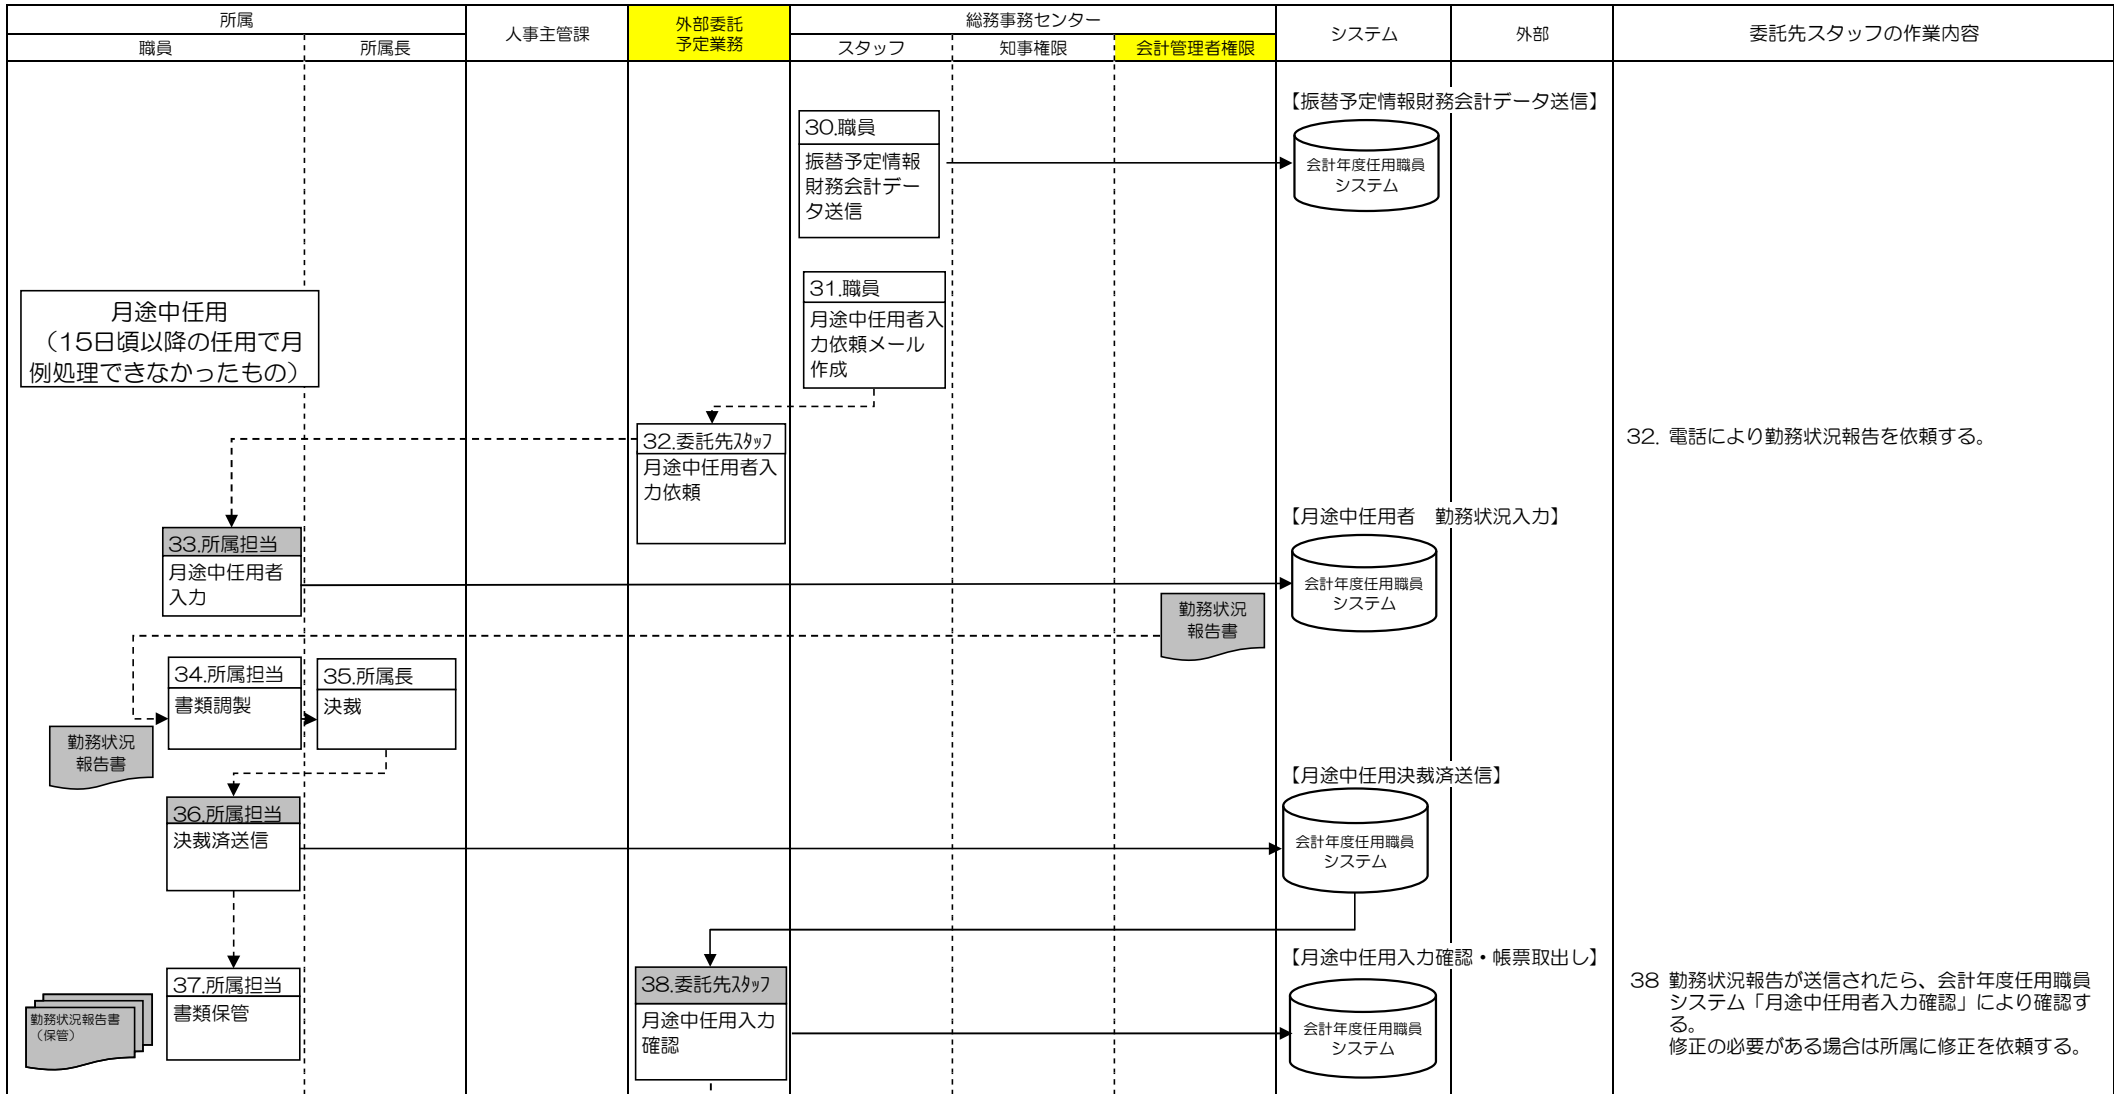 所属
職員
所属長
人事主管課
外部委託
予定業務
総務事務センター
スタッフ
知事権限
会計管理者権限
システム
外部
委託先スタッフの作業内容
【振替予定情報財務会計データ送信】
30.職員
振替予定情報
財務会計デー
タ送信
会計年度任用職員
システム
31.職員
月途中任用者入
力依頼メール
作成
月途中任用
（15日頃以降の任用で月
例処理できなかったもの）
32.委託先ｽﾀｯﾌ
月途中任用者入
力依頼
32. 電話により勤務状況報告を依頼する。
【月途中任用者　勤務状況入力】
33.所属担当
月途中任用者
入力
会計年度任用職員
システム
勤務状況
報告書
34.所属担当
書類調製
35.所属長
決裁
勤務状況
報告書
【月途中任用決裁済送信】
36.所属担当
決裁済送信
会計年度任用職員
システム
【月途中任用入力確認・帳票取出し】
37.所属担当
書類保管
勤務状況報告書
（保管）
38.委託先ｽﾀｯﾌ
月途中任用入力
確認
会計年度任用職員
システム
38 勤務状況報告が送信されたら、会計年度任用職員
システム「月途中任用者入力確認」により確認す
る。
修正の必要がある場合は所属に修正を依頼する。